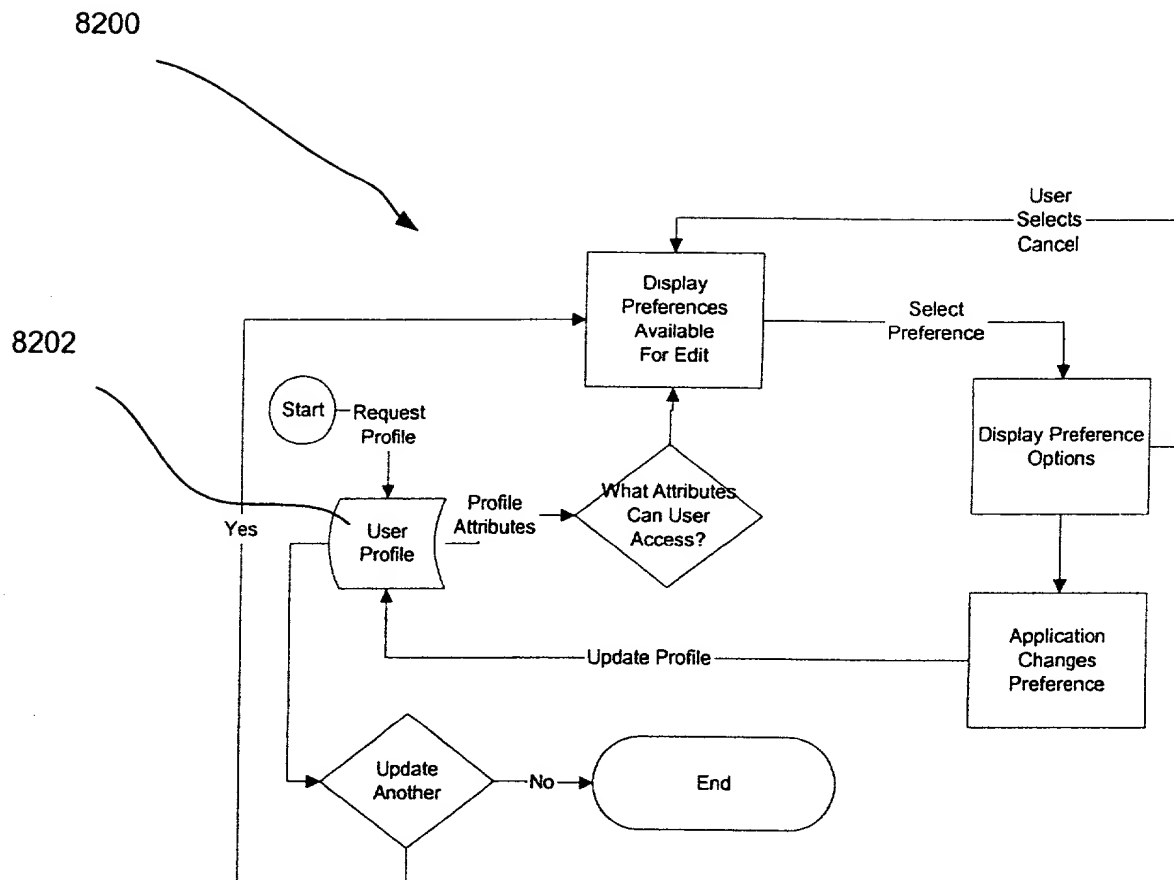 8200
User
Selects
Cancel
Display
Preferences
Available
For Edit
Select
Preference
8202
Start
Request
Profile
Display Preference
Options
What Attributes
Can User
Access?
Profile
Attributes
User
Profile
Yes
Application
Changes
Preference
Update Profile
Update
Another
No
End